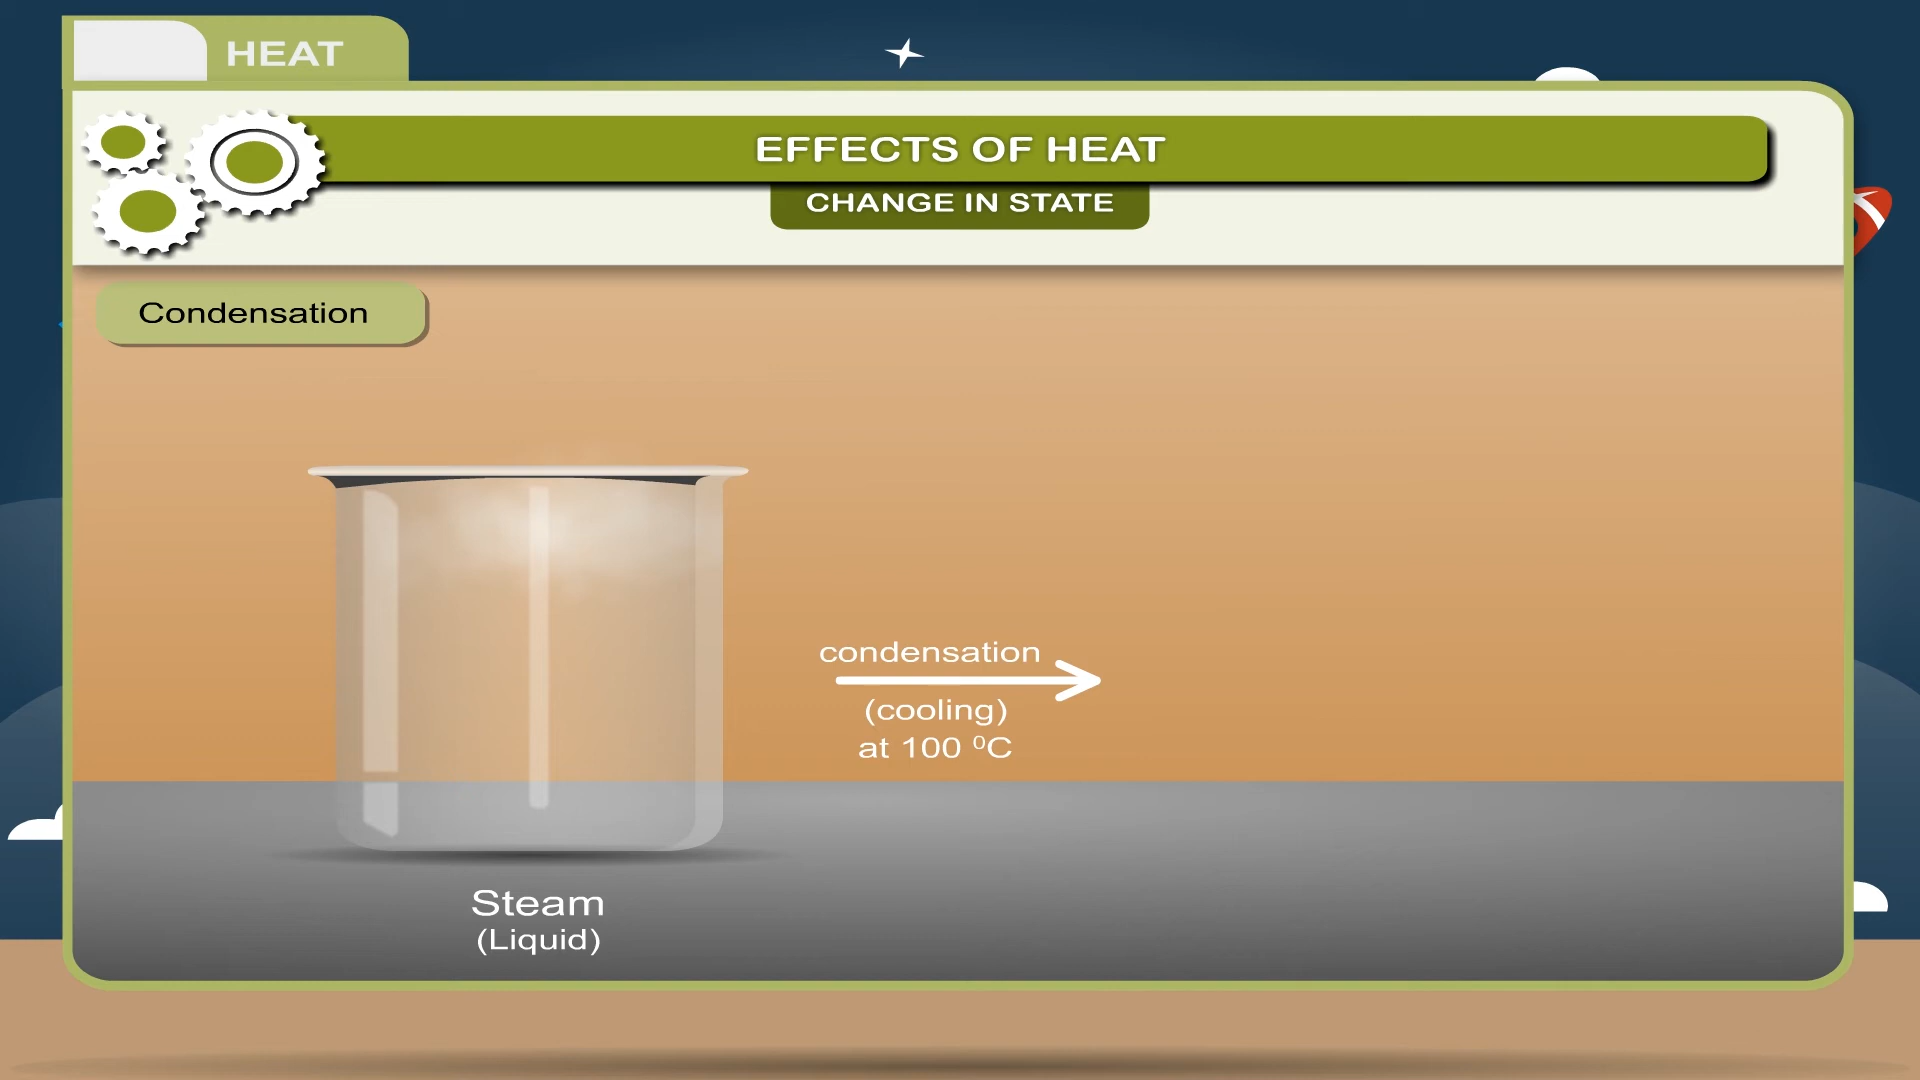 HEAT
EFFECTS OF HEAT
CHANGE IN STATE
Condensation
condensation
(cooling)
at 100 ⁰C
Steam
(Liquid)